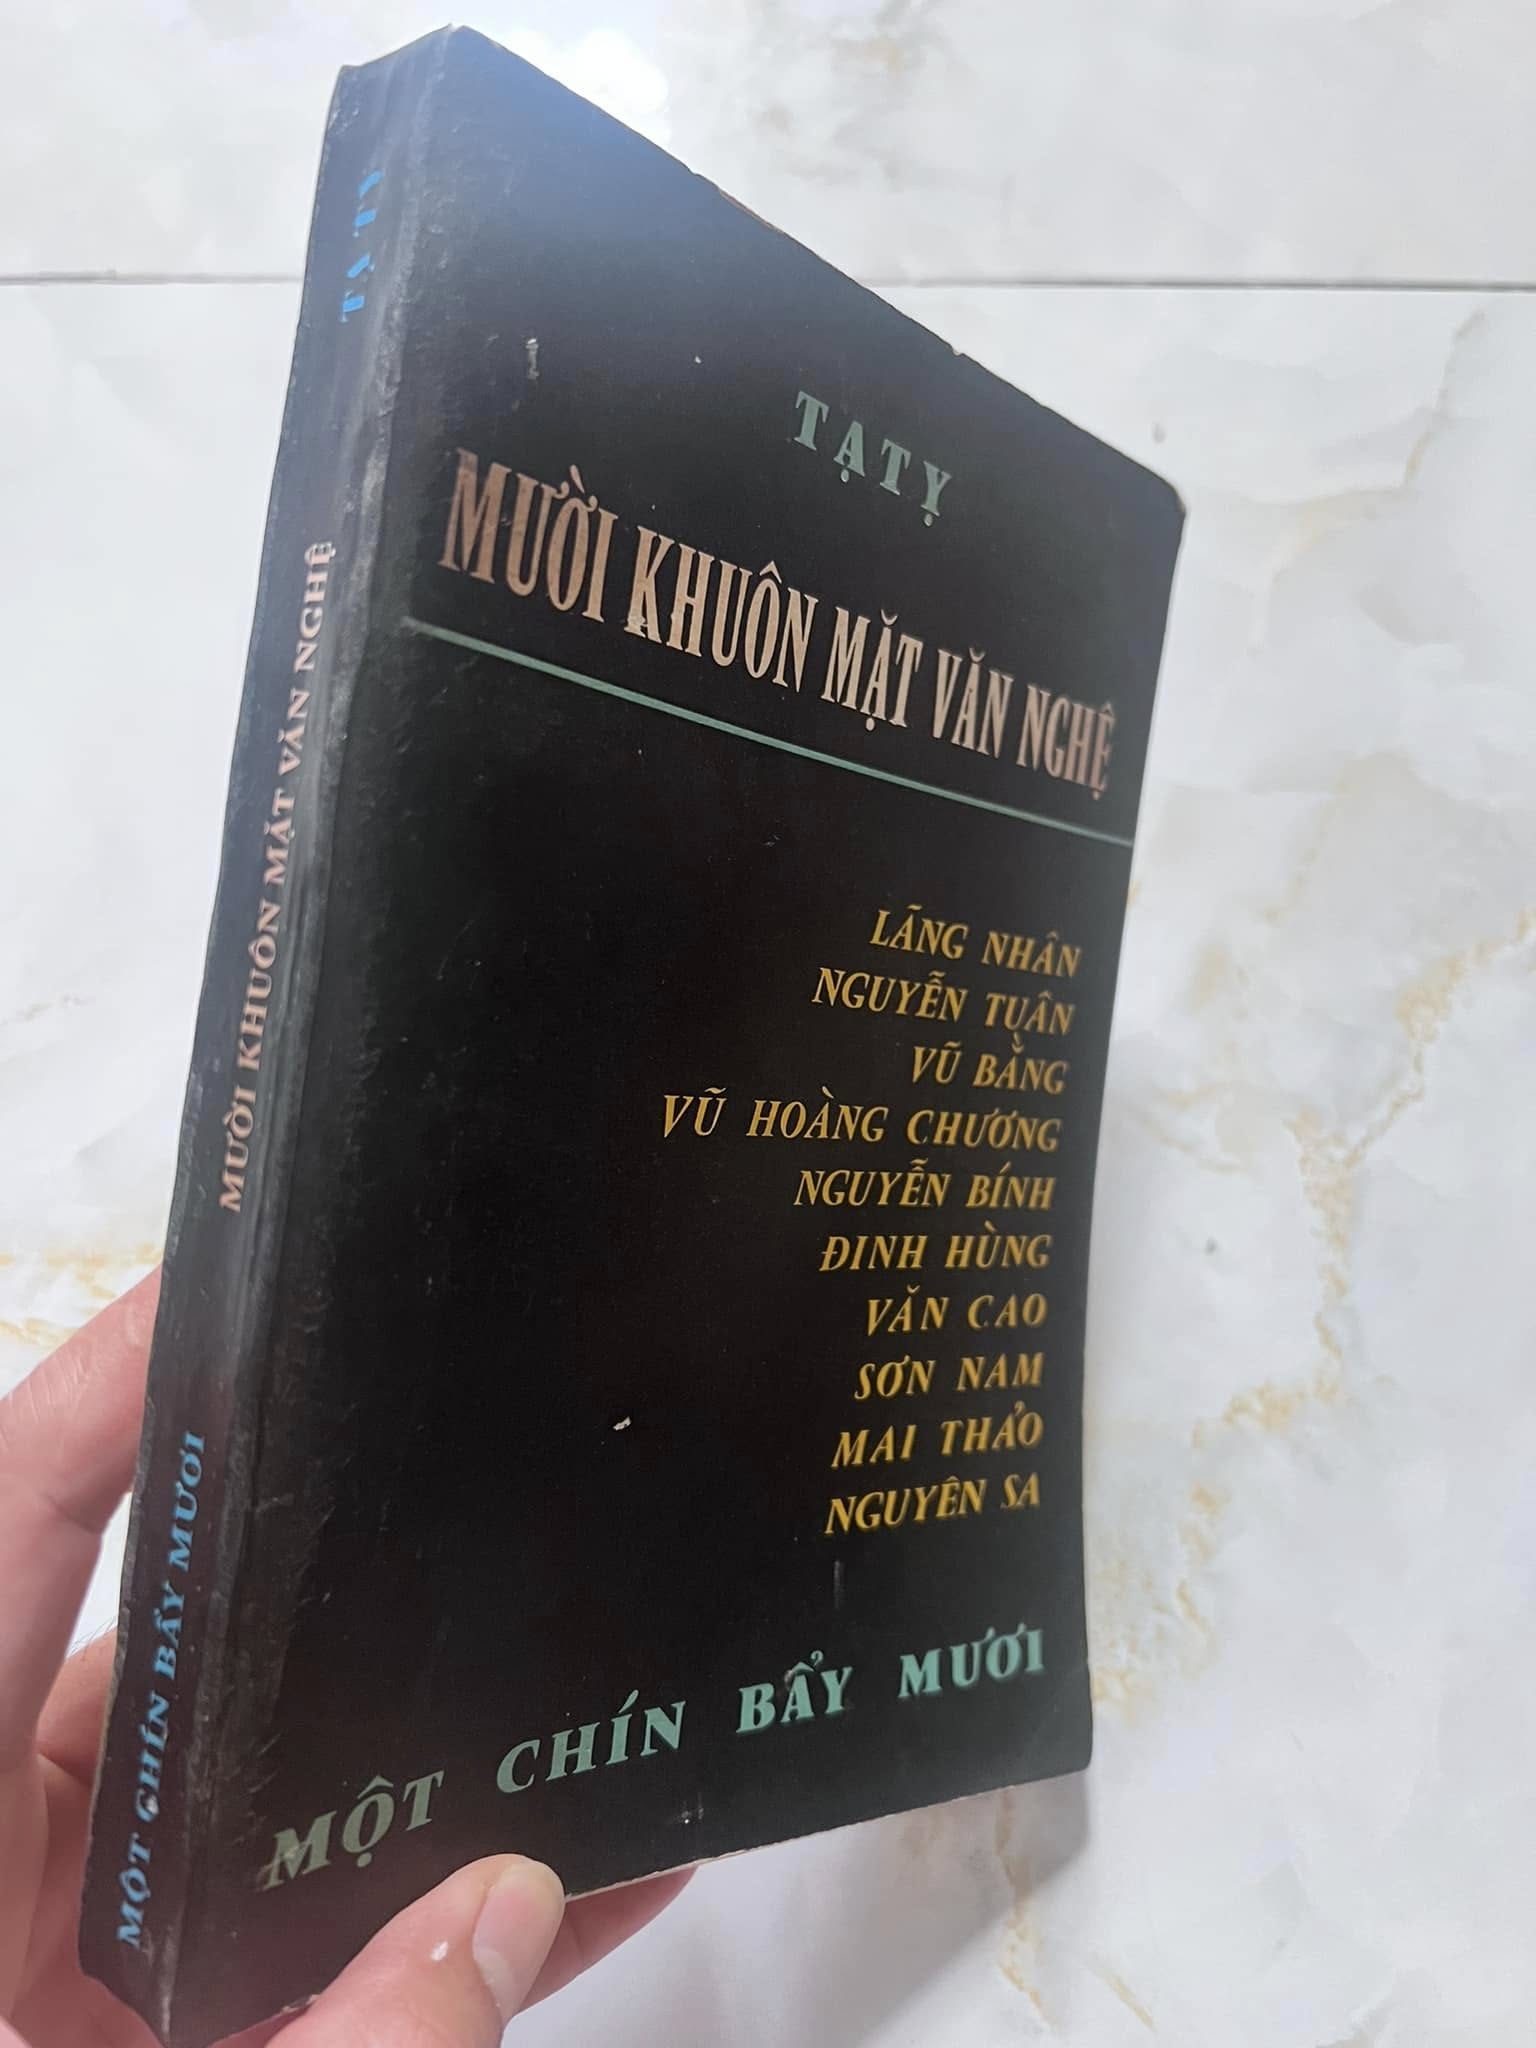 TẠ TỴ
MƯỜI KHUÔN MẶT VĂN NGHỆ
LÃNG NHÂN
NGUYỄN TUÂN
VŨ BẰNG
VŨ HOÀNG CHƯƠNG
NGUYỄN BÍNH
ĐINH HÙNG
VĂN CAO
SƠN NAM
MAI THẢO
NGUYÊN SA
MỘT CHÍN BẨY MƯƠI
TẠ TỴ
MƯỜI KHUÔN MẶT VĂN NGHỆ
MỘT CHÍN BẨY MƯƠI